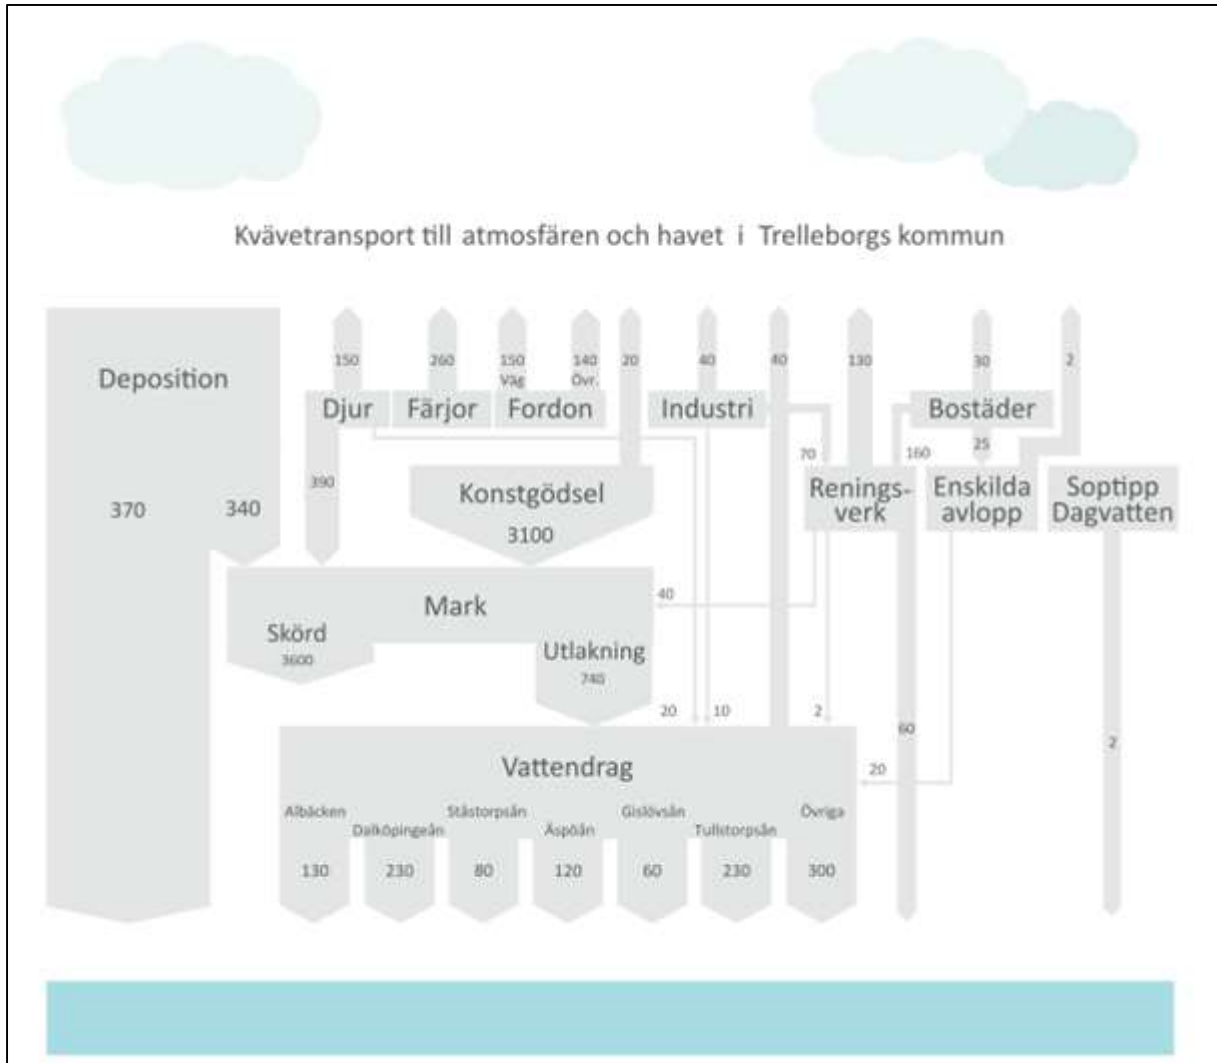 Kvävetransport till atmosfären och havet i Trelleborgs kommun
150
260
150
Väg
140
Övr.
20
40
40
130
30
2
Deposition
370
340
Djur
Färjor
Fordon
Industri
Bostäder
390
70
160
25
Konstgödsel
3100
Renings-
verk
Enskilda
avlopp
Soptipp
Dagvatten
Mark
40
Skörd
3600
Utlakning
740
20
10
2
60
2
20
Vattendrag
Albäcken
Dalköpingeån
Ståstorpsån
Äspöån
Gislövsån
Tullstorpsån
Övriga
130
230
80
120
60
230
300